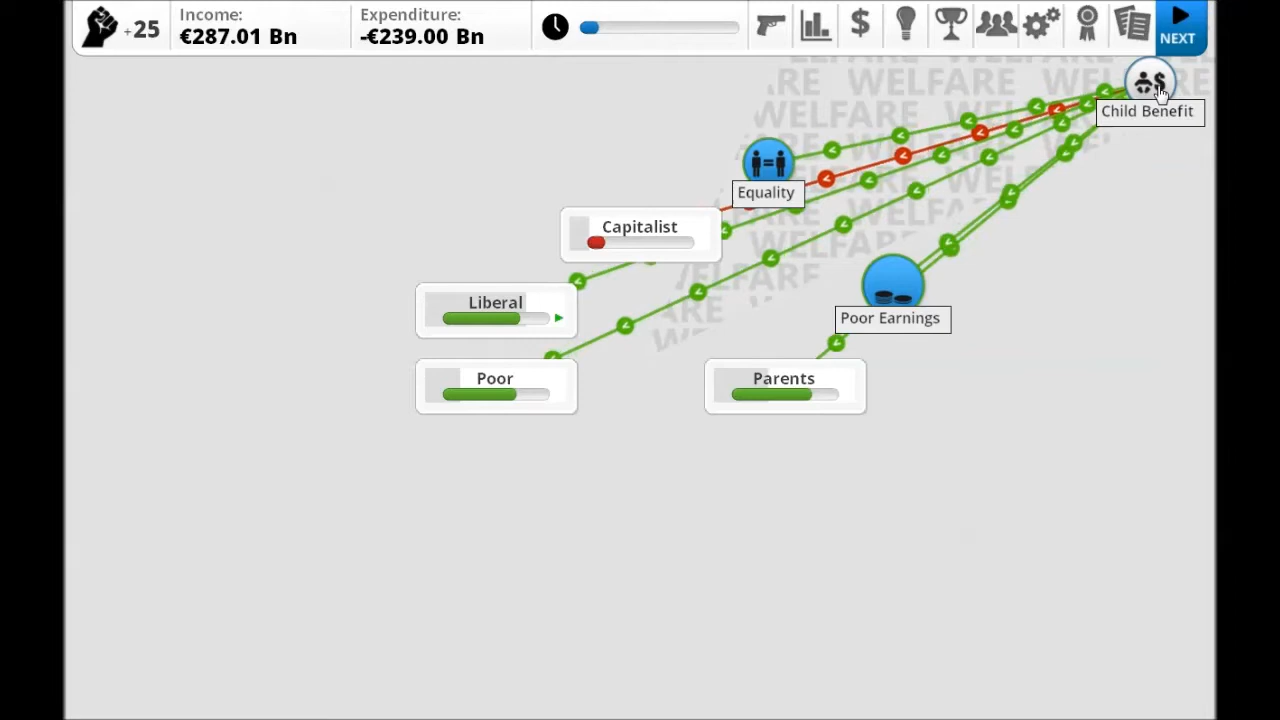 +25
Income:
€287.01 Bn
Expenditure:
-€239.00 Bn
$
NEXT
WELFARE WELFARE WELFARE
Child Benefit
Equality
Capitalist
Liberal
Poor Earnings
Poor
Parents